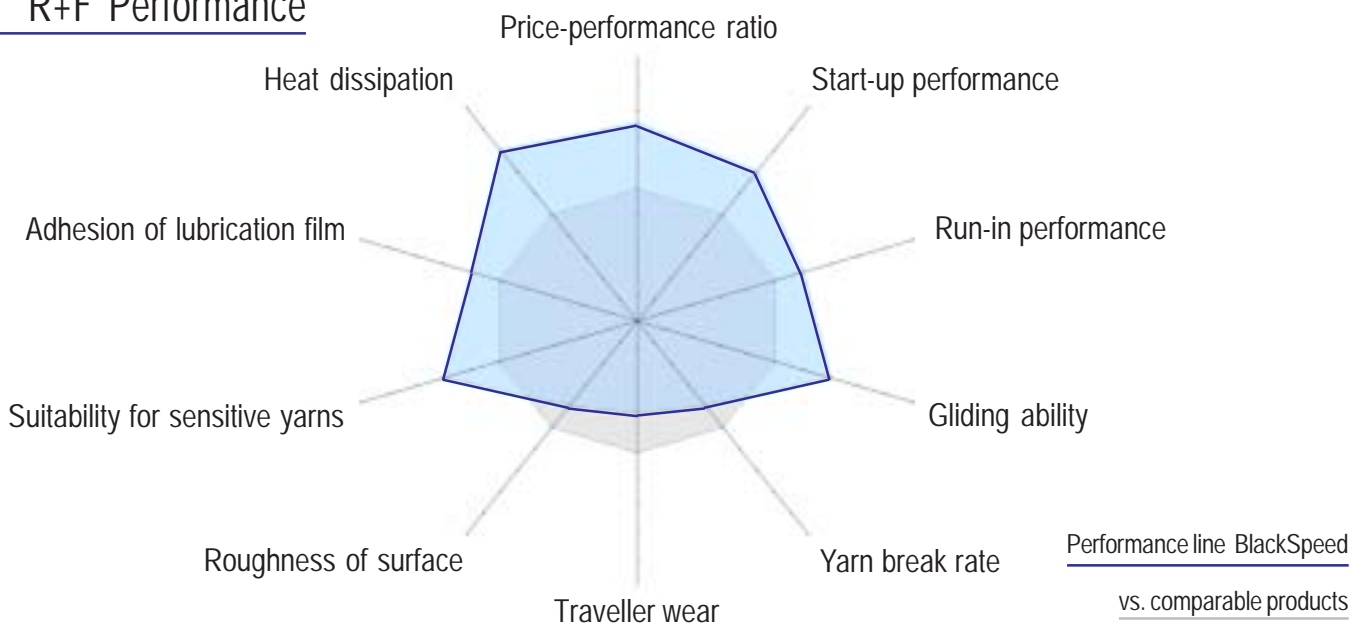 R+F Performance
Price-performance ratio
Heat dissipation
Start-up performance
Adhesion of lubrication film
Run-in performance
Suitability for sensitive yarns
Gliding ability
Roughness of surface
Yarn break rate
Traveller wear
Performance line BlackSpeed
vs. comparable products